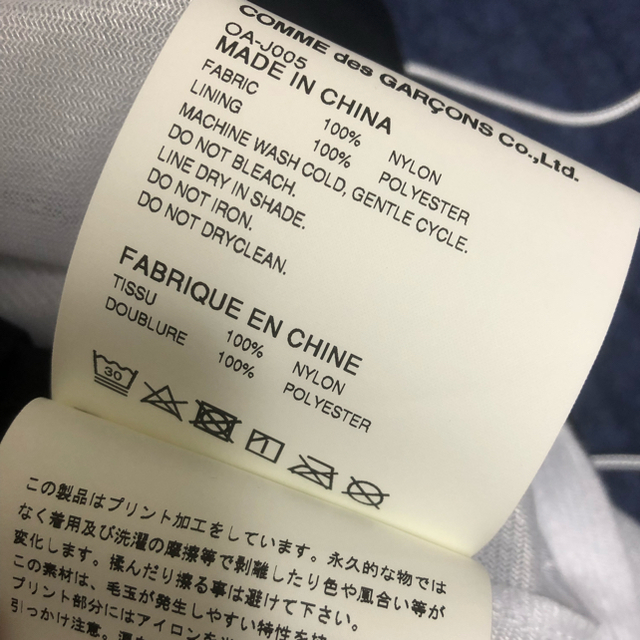 COMME des GARÇONS Co.,Ltd.
OA-J005
MADE IN CHINA
FABRIC 100% NYLON
LINING 100% POLYESTER
MACHINE WASH COLD, GENTLE CYCLE.
DO NOT BLEACH.
LINE DRY IN SHADE.
DO NOT IRON.
DO NOT DRYCLEAN.
FABRIQUE EN CHINE
TISSU 100% NYLON
DOUBLURE 100% POLYESTER
30
この製品はプリント加工をしています。永久的な物では
なく着用及び洗濯の摩擦等で剥離したり色や風合い等が
変化します。揉んだり擦る事は避けて下さい。
この素材は、毛玉が発生しやすい特性を
プリント部分にはアイロンを
引っかけ注意。